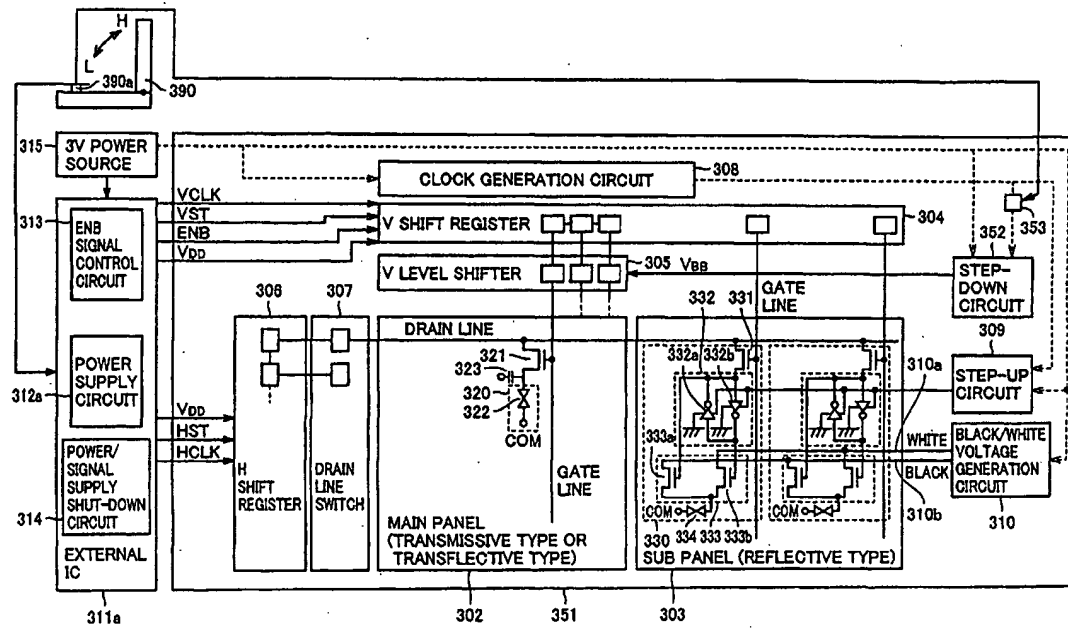 H
L
390a
390
315
3V POWER
SOURCE
CLOCK GENERATION CIRCUIT
308
353
313
ENB
SIGNAL
CONTROL
CIRCUIT
VCLK
VST
ENB
VDD
V SHIFT REGISTER
304
V LEVEL SHIFTER
305
VBB
352
STEP-
DOWN
CIRCUIT
GATE
LINE
306
307
DRAIN LINE
332
331
332a
332b
310a
309
STEP-UP
CIRCUIT
321
323
320
322
COM
312a
POWER
SUPPLY
CIRCUIT
VDD
HST
HCLK
333a
WHITE
BLACK
BLACK/WHITE
VOLTAGE
GENERATION
CIRCUIT
310
310b
314
POWER/
SIGNAL
SUPPLY
SHUT-DOWN
CIRCUIT
EXTERNAL
IC
311a
H
SHIFT
REGISTER
DRAIN
LINE
SWITCH
GATE
LINE
MAIN PANEL
(TRANSMISSIVE TYPE OR
TRANSFLECTIVE TYPE)
COM
COM
330
334
333
333b
SUB PANEL (REFLECTIVE TYPE)
302
351
303